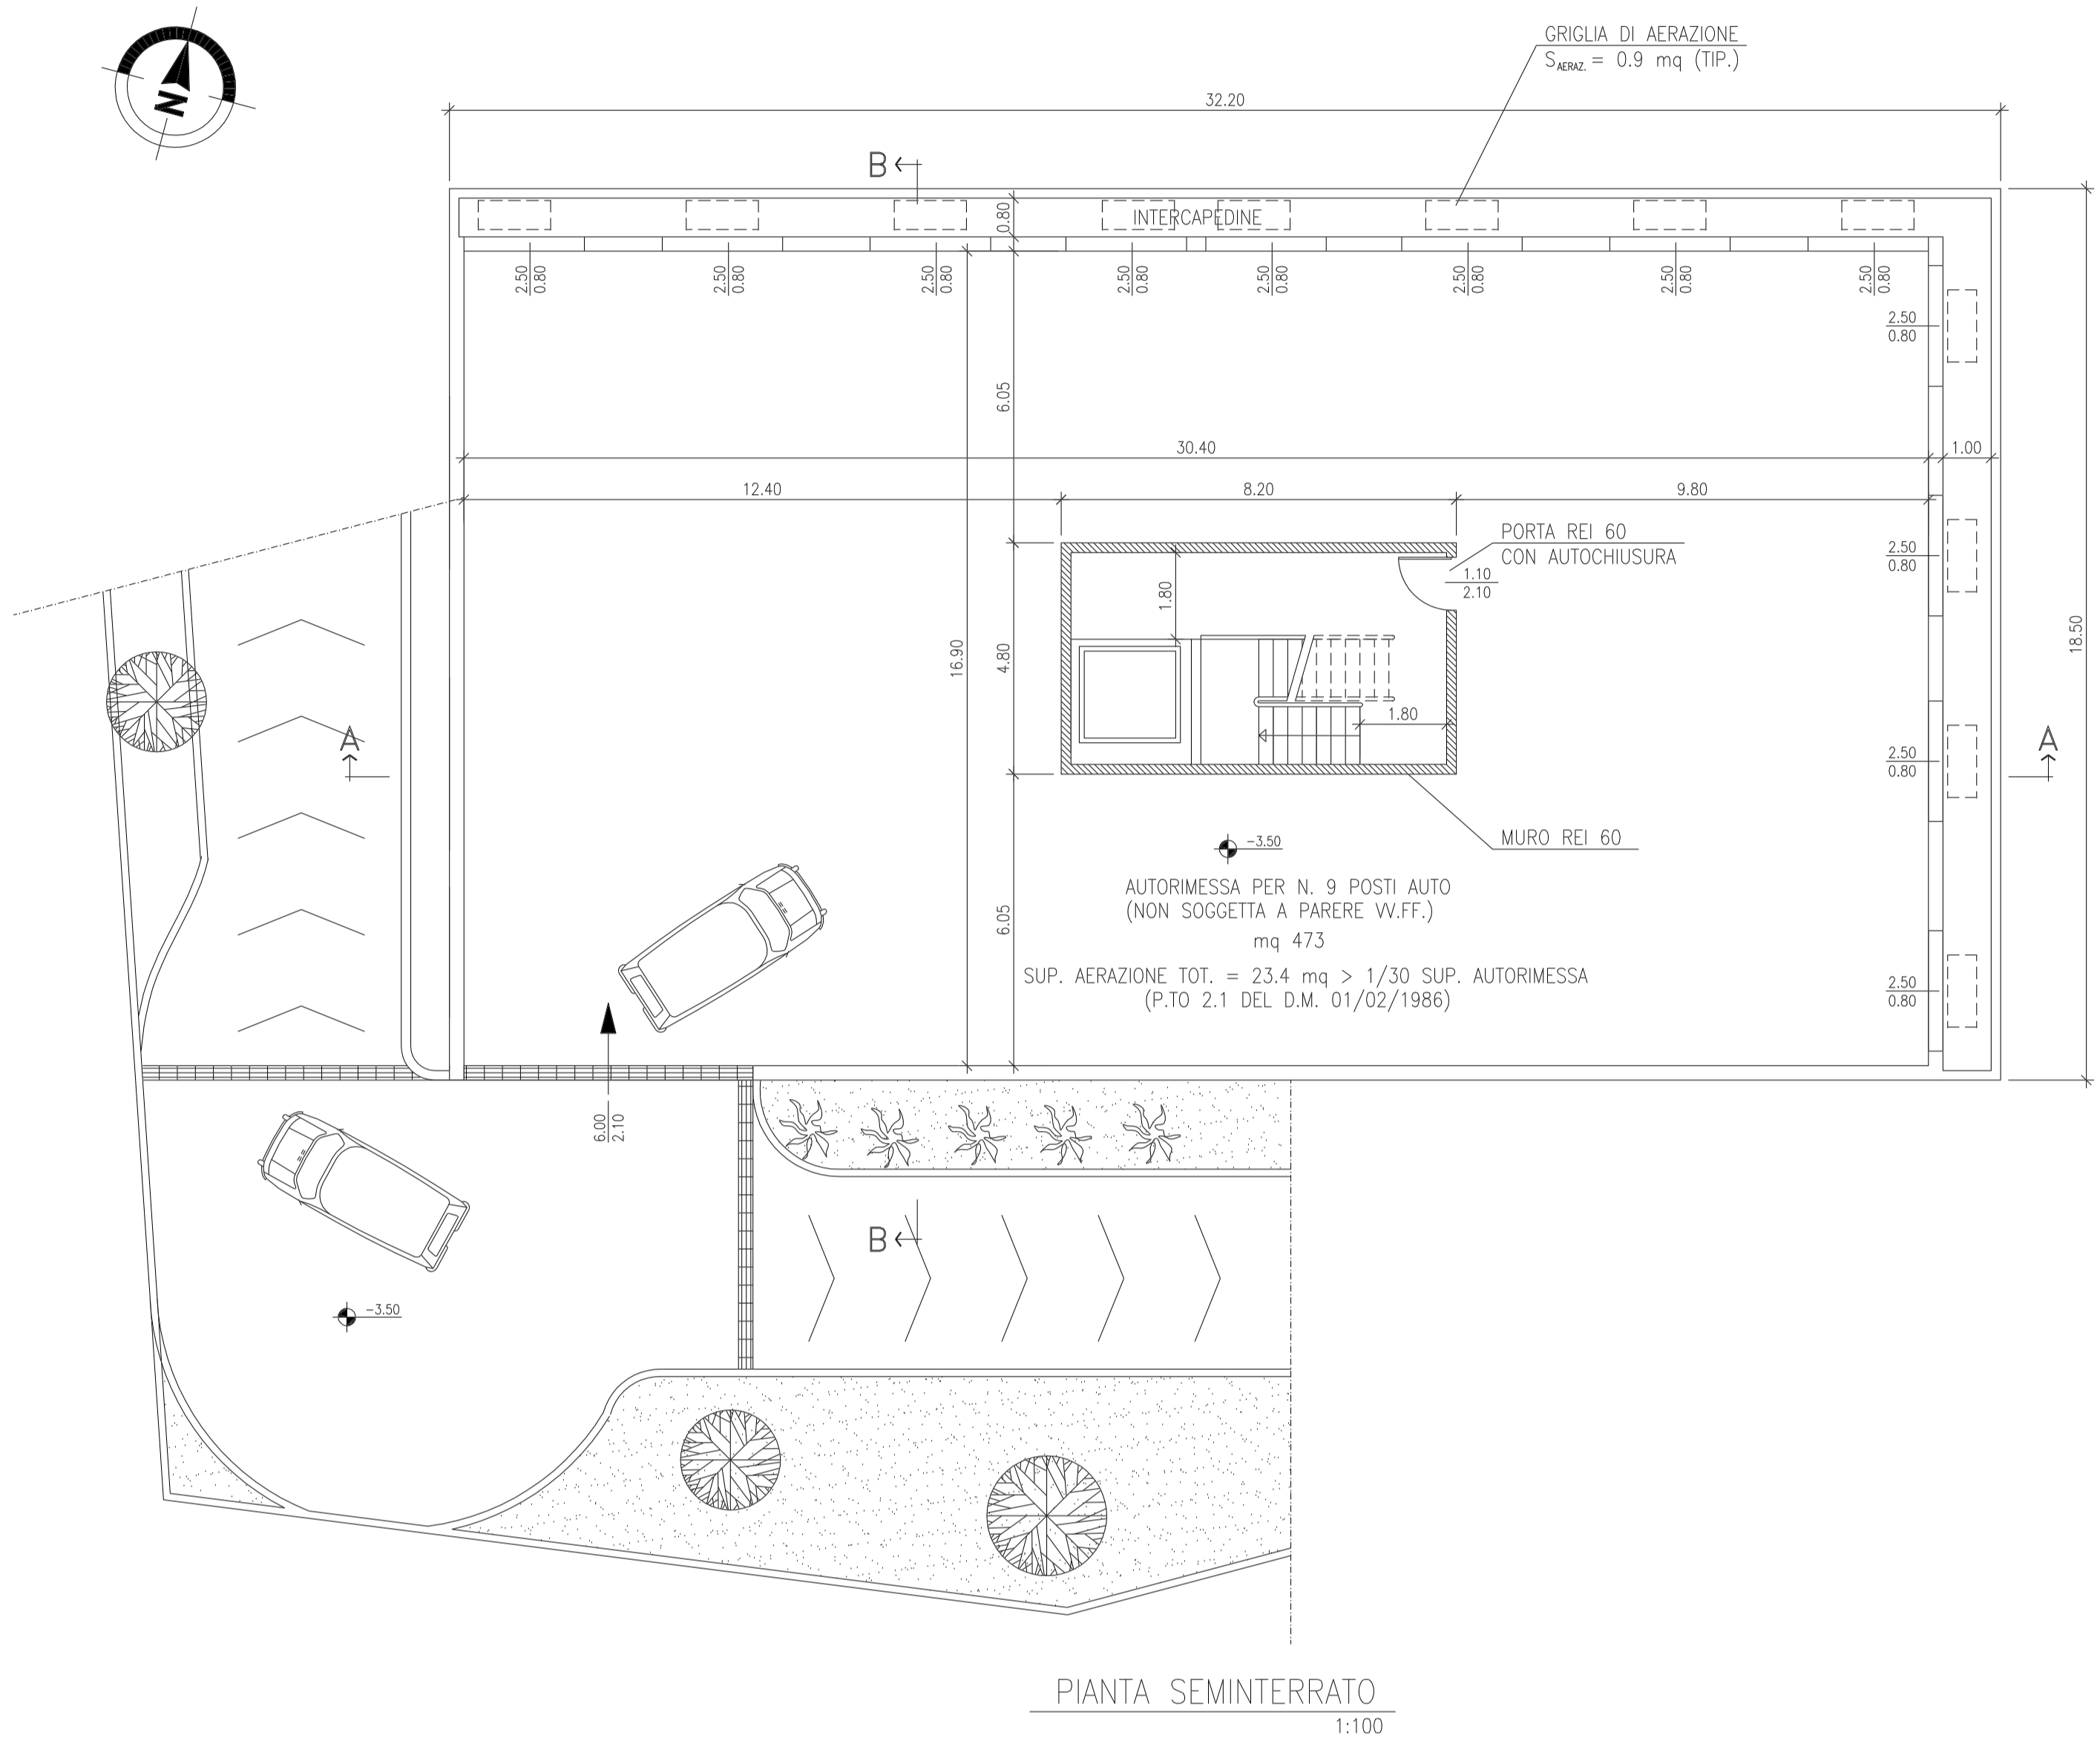 N
GRIGLIA DI AERAZIONE
SAERAZ. = 0.9 mq (TIP.)
32.20
B
0.80
INTERCAPEDINE
2.50
0.80
2.50
0.80
2.50
0.80
2.50
0.80
2.50
0.80
2.50
0.80
2.50
0.80
2.50
0.80
2.50
0.80
6.05
30.40
1.00
12.40
8.20
9.80
PORTA REI 60
CON AUTOCHIUSURA
2.50
0.80
1.10
2.10
1.80
18.50
16.90
4.80
1.80
A
A
2.50
0.80
MURO REI 60
-3.50
AUTORIMESSA PER N. 9 POSTI AUTO
(NON SOGGETTA A PARERE VV.FF.)
6.05
mq 473
SUP. AERAZIONE TOT. = 23.4 mq > 1/30 SUP. AUTORIMESSA
(P.TO 2.1 DEL D.M. 01/02/1986)
2.50
0.80
6.00
2.10
B
-3.50
PIANTA SEMINTERRATO
1:100